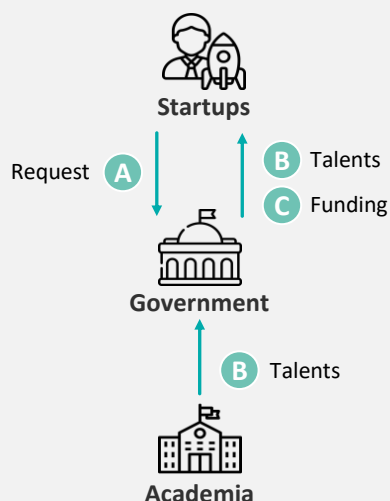 Startups
Request A
B Talents
C Funding
Government
B Talents
Academia